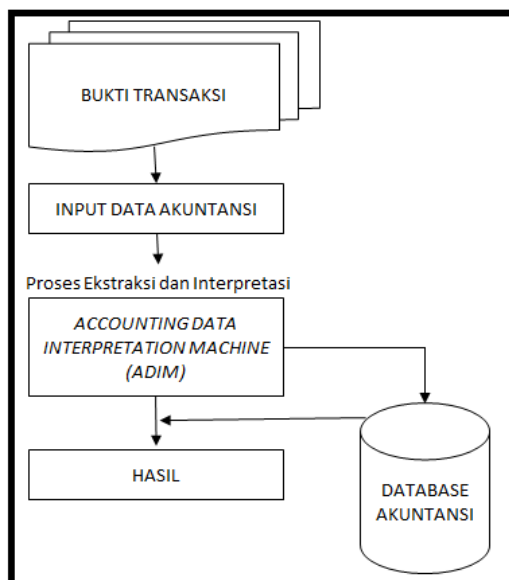 BUKTI TRANSAKSI
INPUT DATA AKUNTANSI
Proses Ekstraksi dan Interpretasi
ACCOUNTING DATA
INTERPRETATION MACHINE
(ADIM)
HASIL
DATABASE
AKUNTANSI